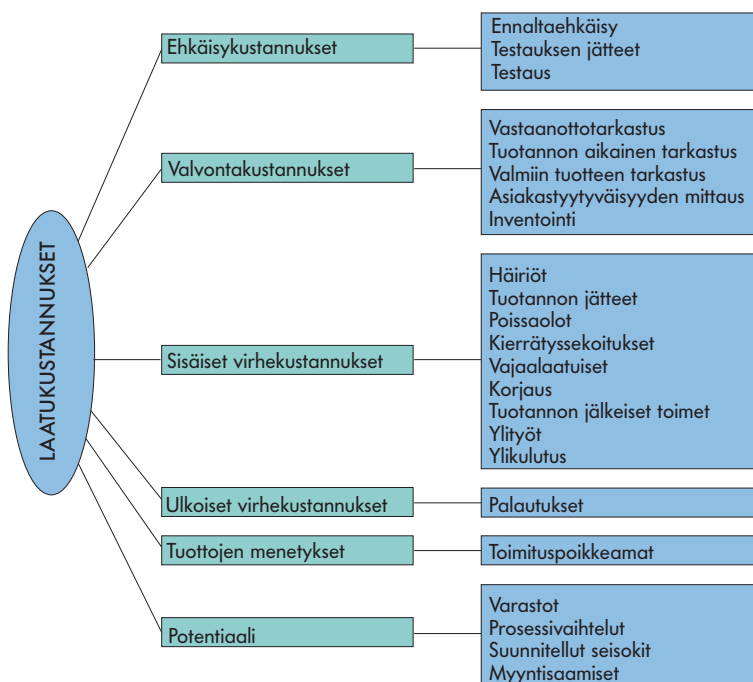 LAATUKUSTANNUKSET
Ehkäisykustannukset
Ennaltaehkäisy
Testauksen jätteet
Testaus
Valvontakustannukset
Vastaanottotarkastus
Tuotannon aikainen tarkastus
Valmiin tuotteen tarkastus
Asiakastyytyväisyyden mittaus
Inventointi
Sisäiset virhekustannukset
Häiriöt
Tuotannon jätteet
Poissaolot
Kierrätyssekoitukset
Vajaalaatuiset
Korjaus
Tuotannon jälkeiset toimet
Ylityöt
Ylikulutus
Ulkoiset virhekustannukset
Palautukset
Tuottojen menetykset
Toimituspoikkeamat
Potentiaali
Varastot
Prosessivaihtelut
Suunnitellut seisokit
Myyntisaamiset